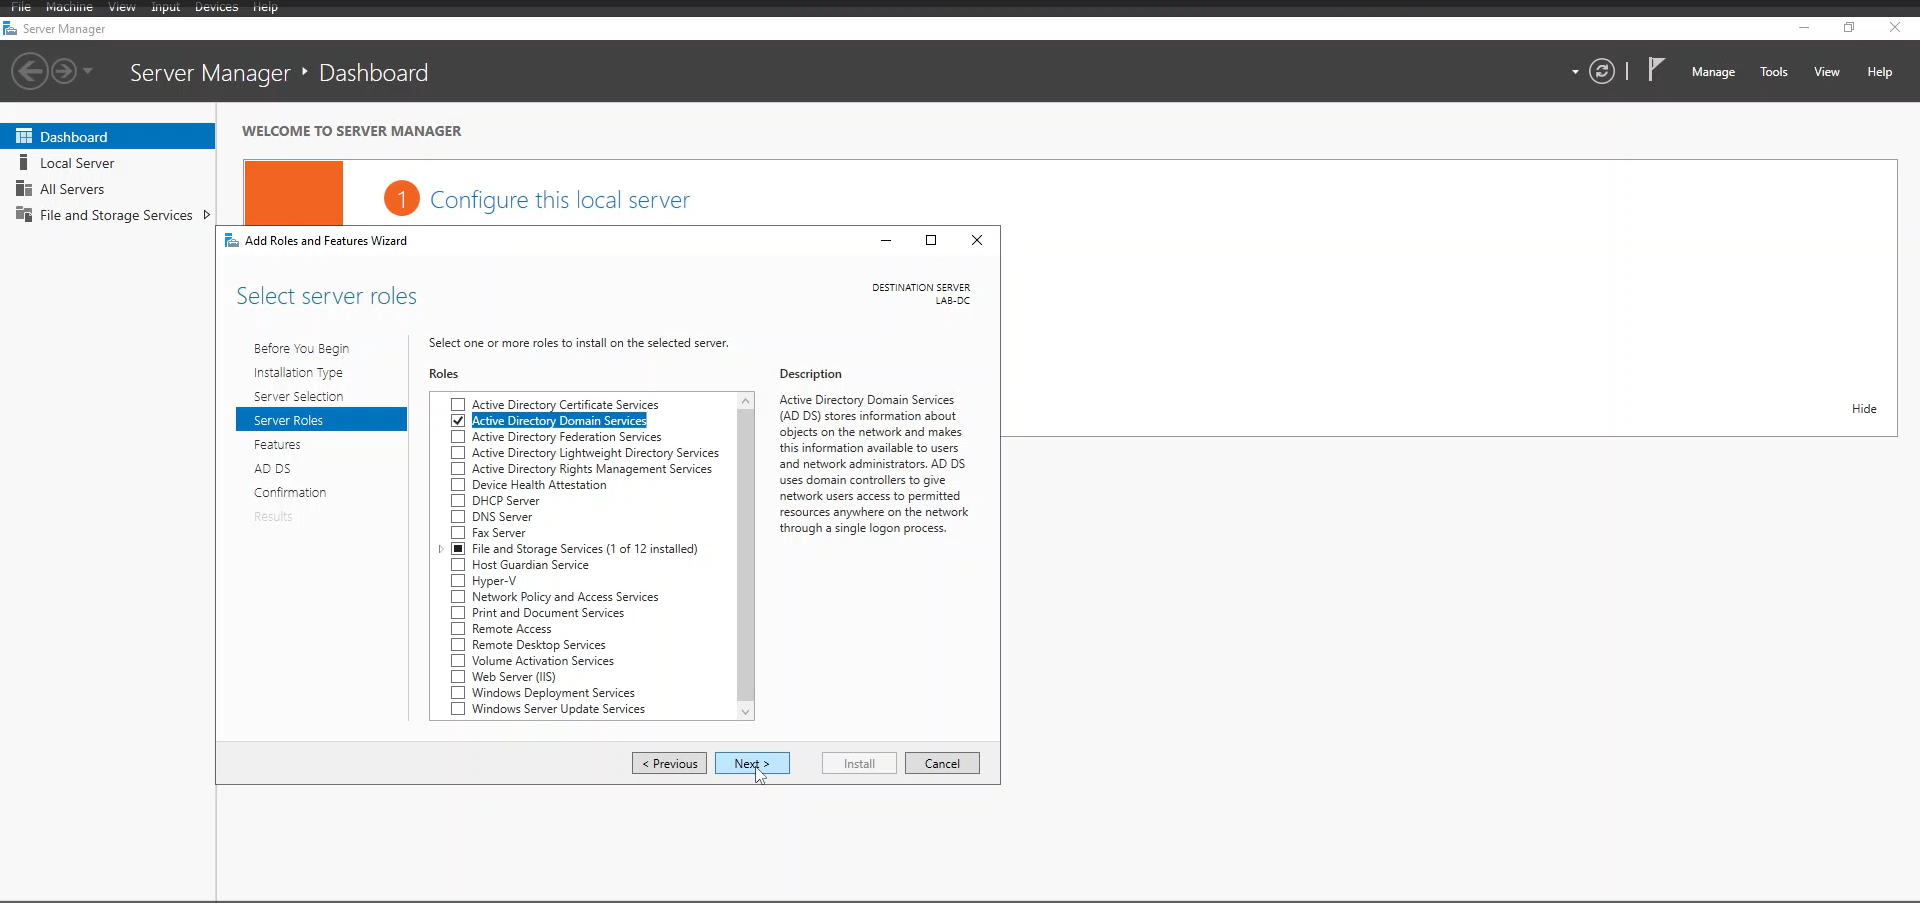 File Machine View Input Devices Help
Server Manager
Server Manager Dashboard
Manage Tools View Help
Dashboard
Local Server
All Servers
File and Storage Services
WELCOME TO SERVER MANAGER
1 Configure this local server
Hide
Add Roles and Features Wizard
Select server roles
DESTINATION SERVER
LAB-DC
Before You Begin
Installation Type
Server Selection
Server Roles
Features
AD DS
Confirmation
Results
Select one or more roles to install on the selected server.
Roles
Active Directory Certificate Services
Active Directory Domain Services
Active Directory Federation Services
Active Directory Lightweight Directory Services
Active Directory Rights Management Services
Device Health Attestation
DHCP Server
DNS Server
Fax Server
File and Storage Services (1 of 12 installed)
Host Guardian Service
Hyper-V
Network Policy and Access Services
Print and Document Services
Remote Access
Remote Desktop Services
Volume Activation Services
Web Server (IIS)
Windows Deployment Services
Windows Server Update Services
Description
Active Directory Domain Services
(AD DS) stores information about
objects on the network and makes
this information available to users
and network administrators. AD DS
uses domain controllers to give
network users access to permitted
resources anywhere on the network
through a single logon process.
< Previous
Next >
Install
Cancel